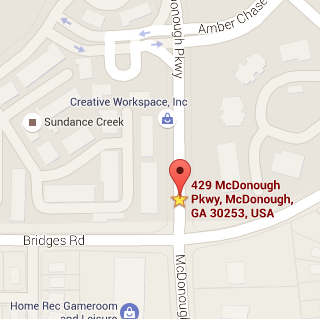 Amber Chase
McDonough Pkwy
Creative Workspace, Inc
Sundance Creek
429 McDonough
Pkwy, McDonough,
GA 30253, USA
Bridges Rd
McDonough
Home Rec Gameroom
and Leisure